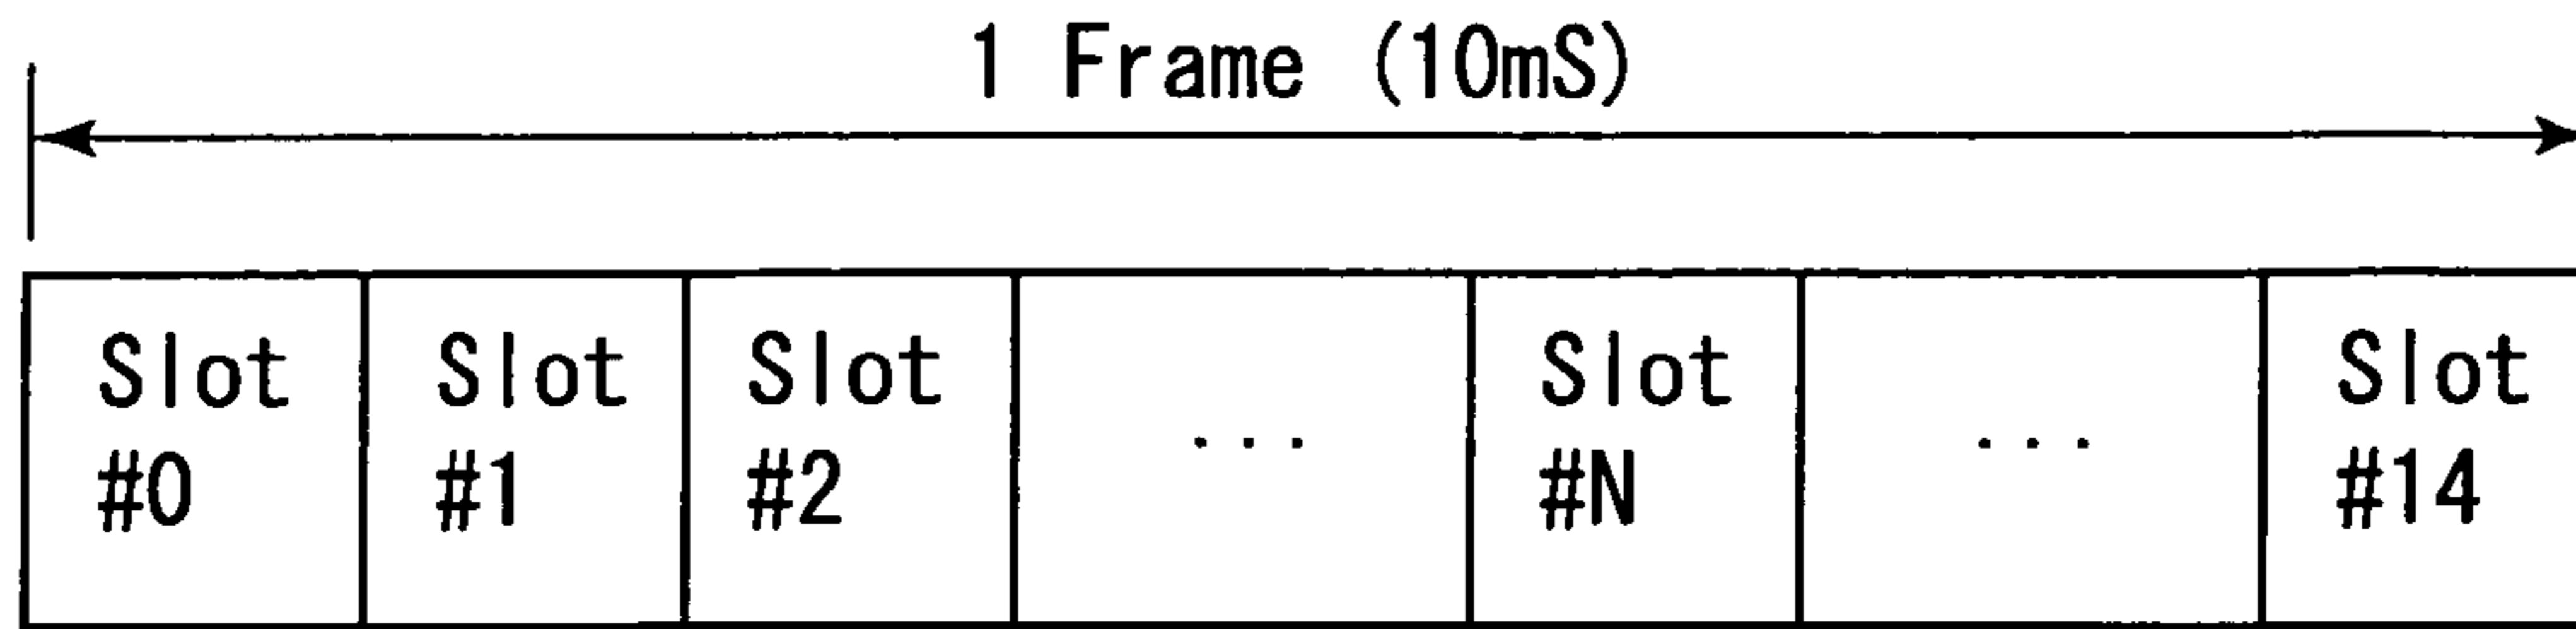 1 Frame (10mS)
Slot Slot Slot ... Slot ... Slot
#0 #1 #2 #N #14